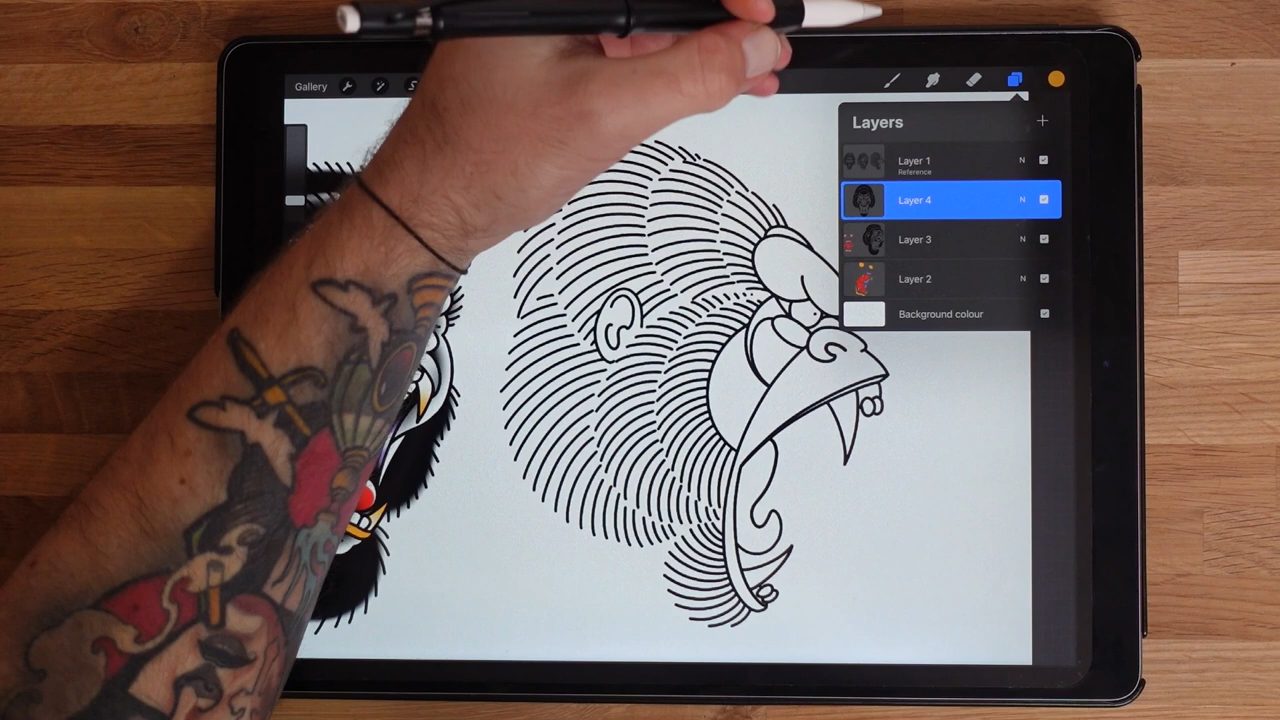 Gallery
Layers
Layer 1 N
Reference
Layer 4 N
Layer 3 N
Layer 2 N
Background colour